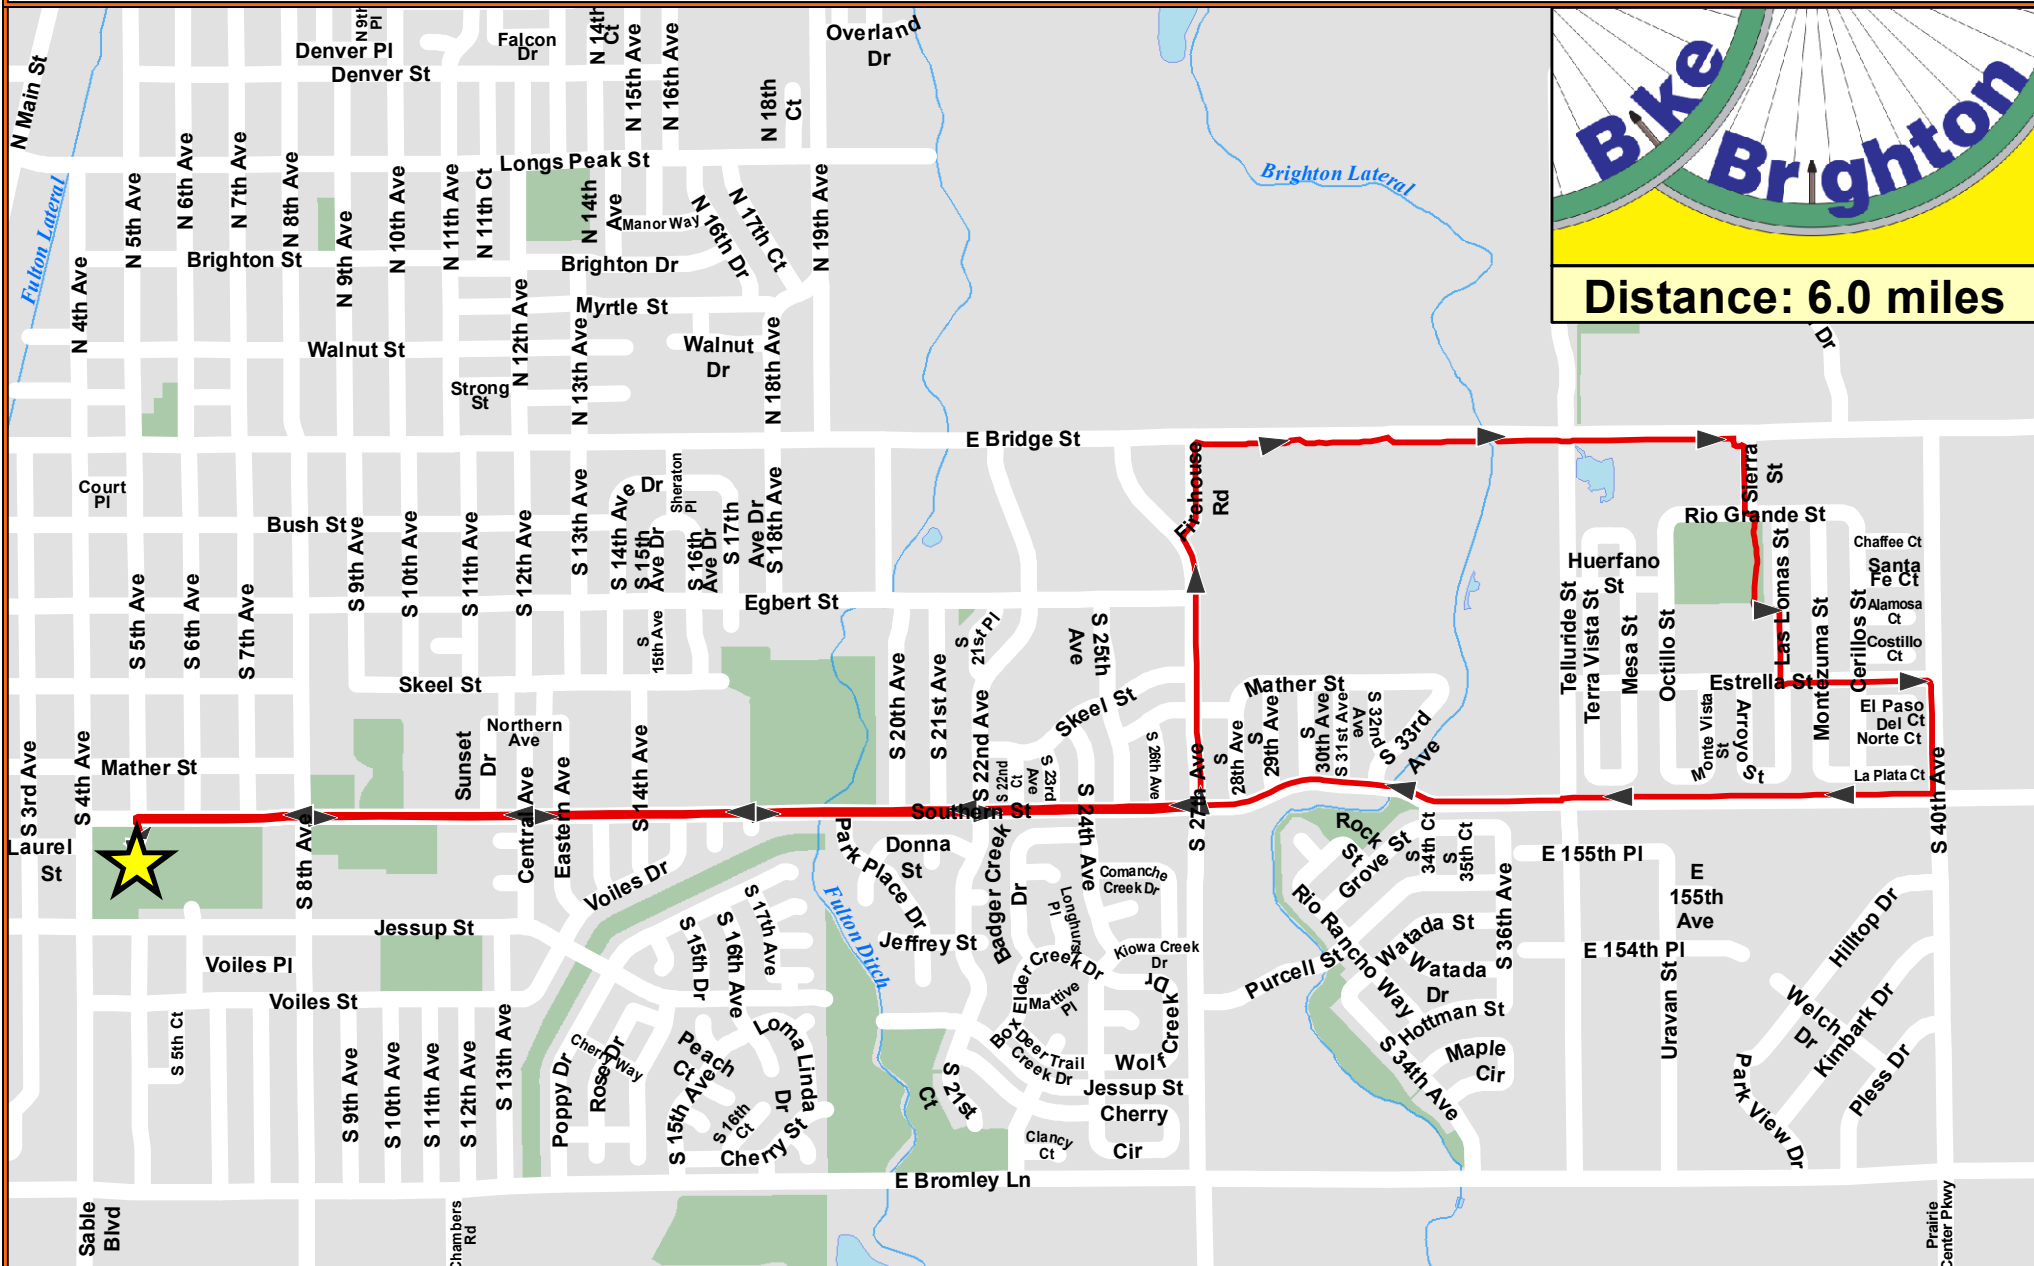 N 9th
Pl
Denver Pl
Denver St
Falcon
Dr
N 14th
Ct
N 15th Ave
N 16th Ave
N 18th
Ct
Overland
Dr
Bike
Brighton
Distance: 6.0 miles
Dr
N Main St
Fulton Lateral
Brighton Lateral
Longs Peak St
N 4th Ave
N 5th Ave
N 6th Ave
N 7th Ave
N 8th Ave
N 9th Ave
N 10th Ave
N 11th Ave
N 11th Ct
N 14th
Ave
Manor Way
N 16th Dr
N 17th Ct
N 19th Ave
Brighton St
Brighton Dr
Myrtle St
N 12th Ave
N 13th Ave
N 18th Ave
Walnut St
Walnut
Dr
Strong
St
E Bridge St
Court
Pl
Bush St
S 9th Ave
S 10th Ave
S 11th Ave
S 12th Ave
S 13th Ave
S 14th Ave Dr
S 15th
Ave Dr
Sheraton
Pl
S 16th
Ave Dr
S 17th
Ave Dr
S 18th Ave
Firehouse
Rd
Sierra
St
Rio Grande St
Huerfano
St
Chaffee Ct
Santa
Fe Ct
Alamosa
Ct
Costillo
Ct
Egbert St
S 5th Ave
S 6th Ave
S 7th Ave
S
15th Ave
S
21st Pl
S 25th
Ave
Telluride St
Terra Vista St
Mesa St
Octillo St
Las Lomas St
Montezuma St
Cerillos St
Estrella St
Skeel St
Skeel St
Mather St
S 20th Ave
S 21st Ave
S 22nd Ave
S 22nd
Ct
S 23rd
Ave
S 24th Ave
S 26th Ave
S 27th Ave
S
28th Ave
S
29th Ave
S
30th Ave
S 31st Ave
S 32nd
Ave
S 33rd
Ave
Monte Vista
St
Arroyo St
El Paso
Ct
Del
Norte Ct
La Plata Ct
S 40th Ave
S 3rd Ave
S 4th Ave
Mather St
Sunset
Dr
Northern
Ave
Central Ave
Eastern Ave
S 14th Ave
Southern St
Laurel
St
S 8th Ave
Voiles Dr
Park Place Dr
Donna
St
Badger Creek
Dr
Longhurst
Pl
Comanche
Creek Dr
Rock
St
Grove St
S
34th Ct
S
35th Ct
E 155th Pl
E
155th
Ave
Jessup St
S 15th Dr
S 16th Ave
S 17th Ave
Fulton Ditch
Jeffrey St
Elder Creek Dr
Kiowa Creek
Dr
Rio Rancho Way
Watada St
Watada
Dr
S 36th Ave
E 154th Pl
Hilltop Dr
Voiles Pl
Voiles St
Purcell St
Mattive
Pl
Box
Wolf
Creek Dr
Hottman St
Uravan St
Welch
Dr
Kimbark Dr
S 5th Ct
S 9th Ave
S 10th Ave
S 11th Ave
S 12th Ave
S 13th Ave
Poppy Dr
Rose Dr
Cherry Way
Peach
Ct
Loma Linda
Dr
S 15th Ave
S 16th
Ct
Cherry St
S 21st
Ct
Deer Trail
Creek Dr
Jessup St
Cherry
Cir
Clancy
Ct
S 34th Ave
Maple
Cir
Park View Dr
Pless Dr
E Bromley Ln
Sable
Blvd
Chambers
Rd
Prairie
Center Pkwy